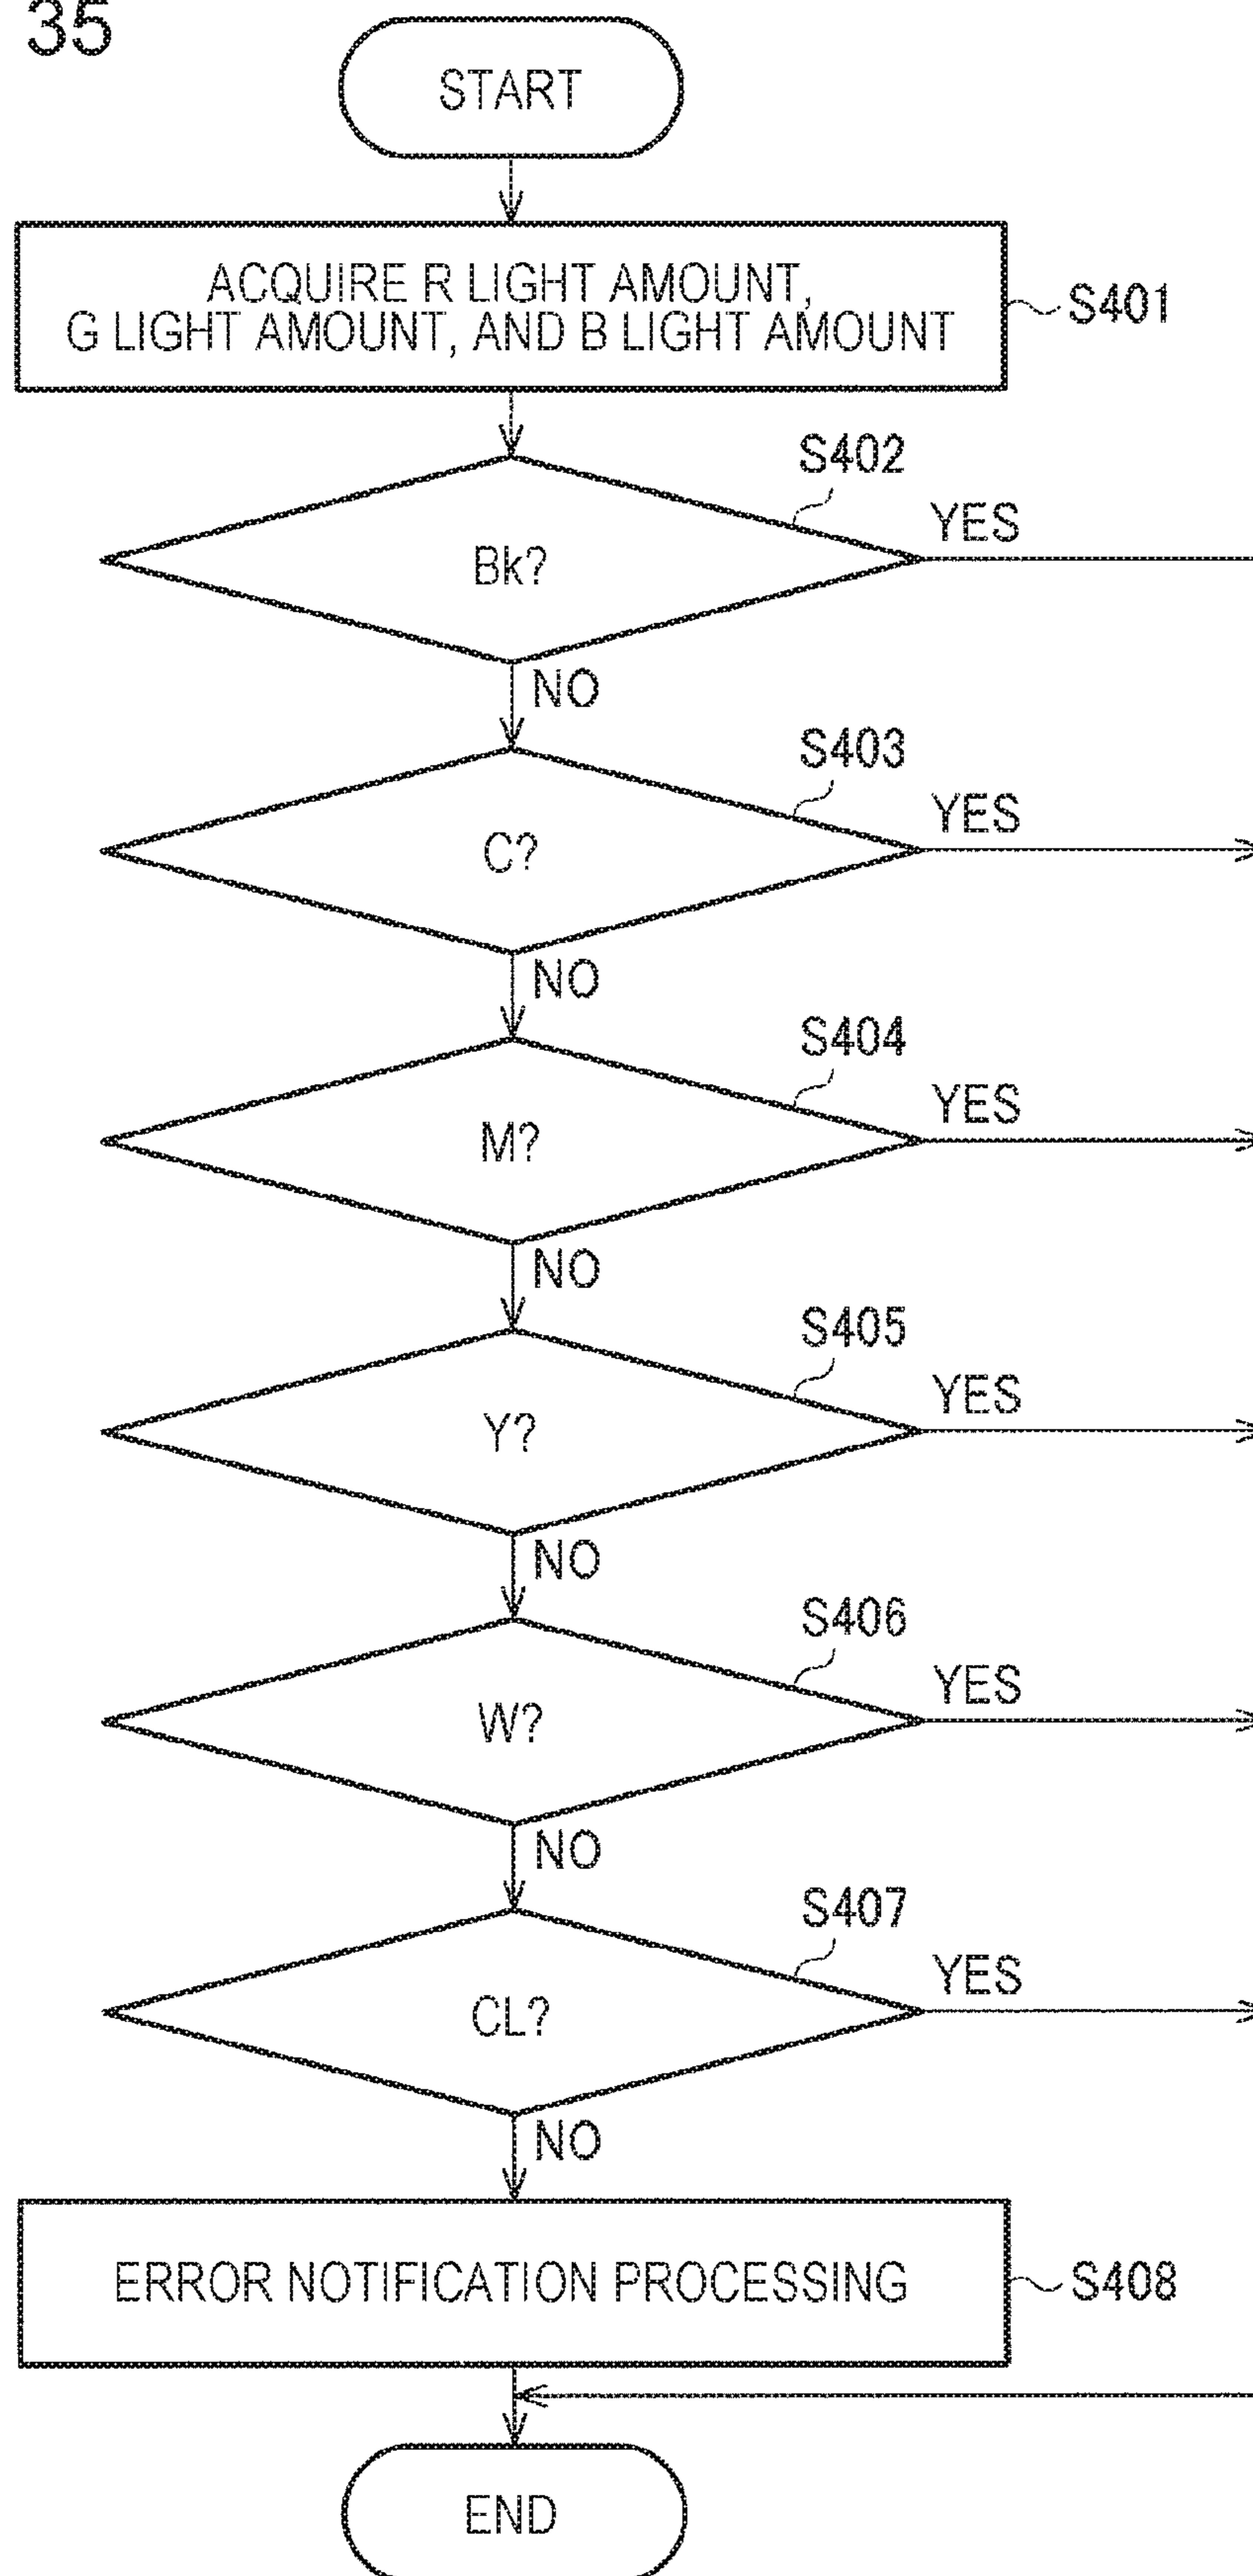 35
START
ACQUIRE R LIGHT AMOUNT,
G LIGHT AMOUNT, AND B LIGHT AMOUNT
S401
S402
YES
Bk?
NO
S403
YES
C?
NO
S404
YES
M?
NO
S405
YES
Y?
NO
S406
YES
W?
NO
S407
YES
CL?
NO
ERROR NOTIFICATION PROCESSING
S408
END